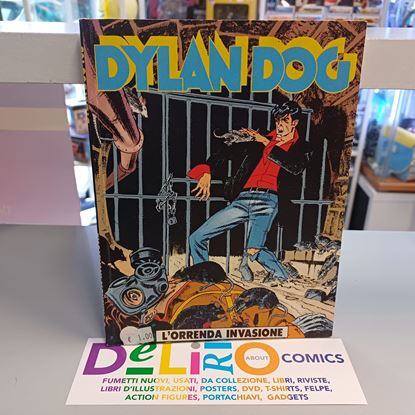 DYLAN DOG
L'ORRENDA INVASIONE
€ 1,00
DeLiRiO ABOUT COMICS
FUMETTI NUOVI, USATI, DA COLLEZIONE, LIBRI, RIVISTE,
LIBRI D'ILLUSTRAZIONI, POSTERS, DVD, T-SHIRTS, FELPE,
ACTION FIGURES, PORTACHIAVI, GADGETS